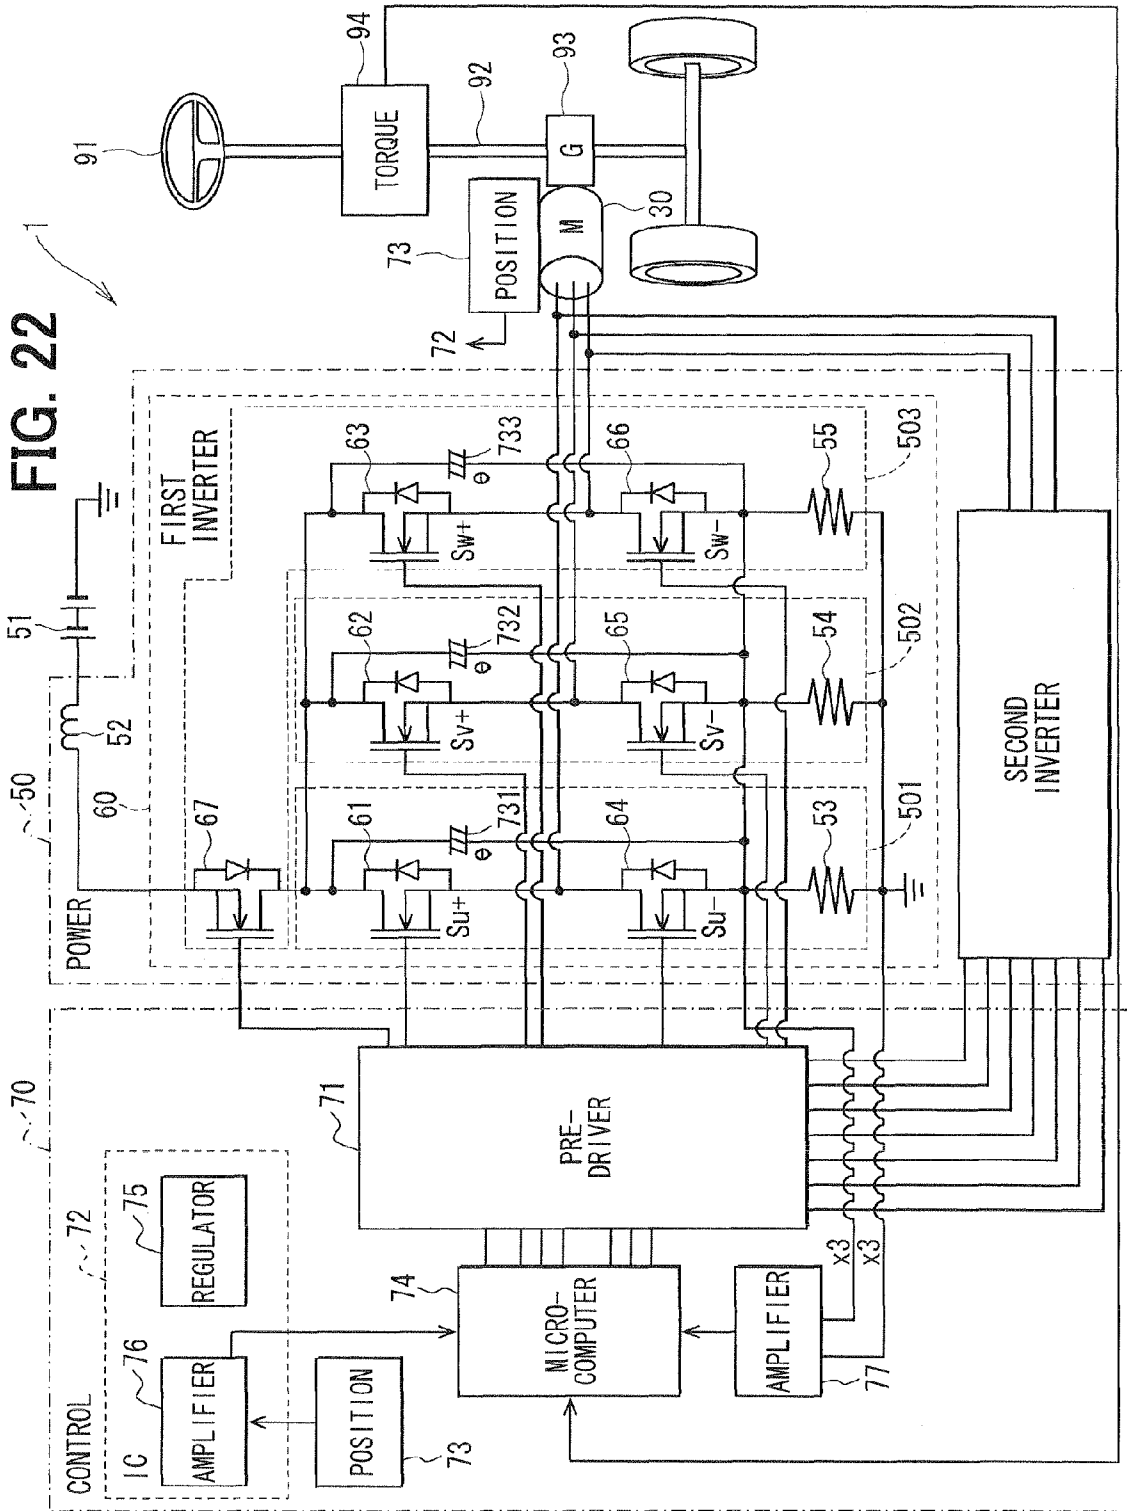 FIG. 22
1
70
CONTROL
72
IC
76
AMPLIFIER
75
REGULATOR
POSITION
73
74
MICRO-
COMPUTER
AMPLIFIER
77
x3
x3
71
PRE-
DRIVER
50
POWER
60
52
51
FIRST
INVERTER
67
61
Su+
731
θ
62
Sv+
732
θ
63
Sw+
733
θ
64
Su-
65
Sv-
66
Sw-
53
54
55
501
502
503
SECOND
INVERTER
72
73
POSITION
M
30
G
93
92
TORQUE
94
91